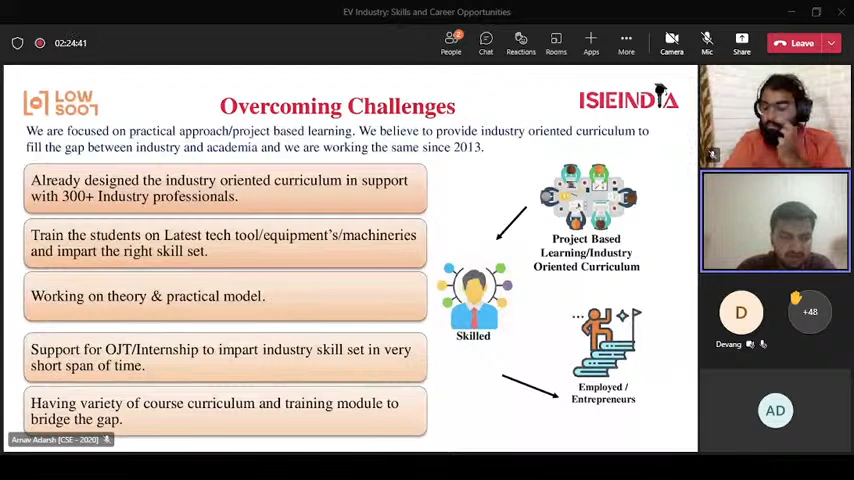 EV Industry: Skills and Career Opportunities
02:24:41
2
People
Chat
Reactions
Rooms
Apps
More
Camera
Mic
Share
Leave
LOW
SOOT
Overcoming Challenges
ISIEINDIA
We are focused on practical approach/project based learning. We believe to provide industry oriented curriculum to
fill the gap between industry and academia and we are working the same since 2013.
Already designed the industry oriented curriculum in support
with 300+ Industry professionals.
Train the students on Latest tech tool/equipment's/machineries
and impart the right skill set.
Working on theory & practical model.
Support for OJT/Internship to impart industry skill set in very
short span of time.
Having variety of course curriculum and training module to
bridge the gap.
Project Based
Learning/Industry
Oriented Curriculum
Skilled
Employed /
Entrepreneurs
Arnav Adarsh [CSE - 2020]
D
Devang
+48
AD